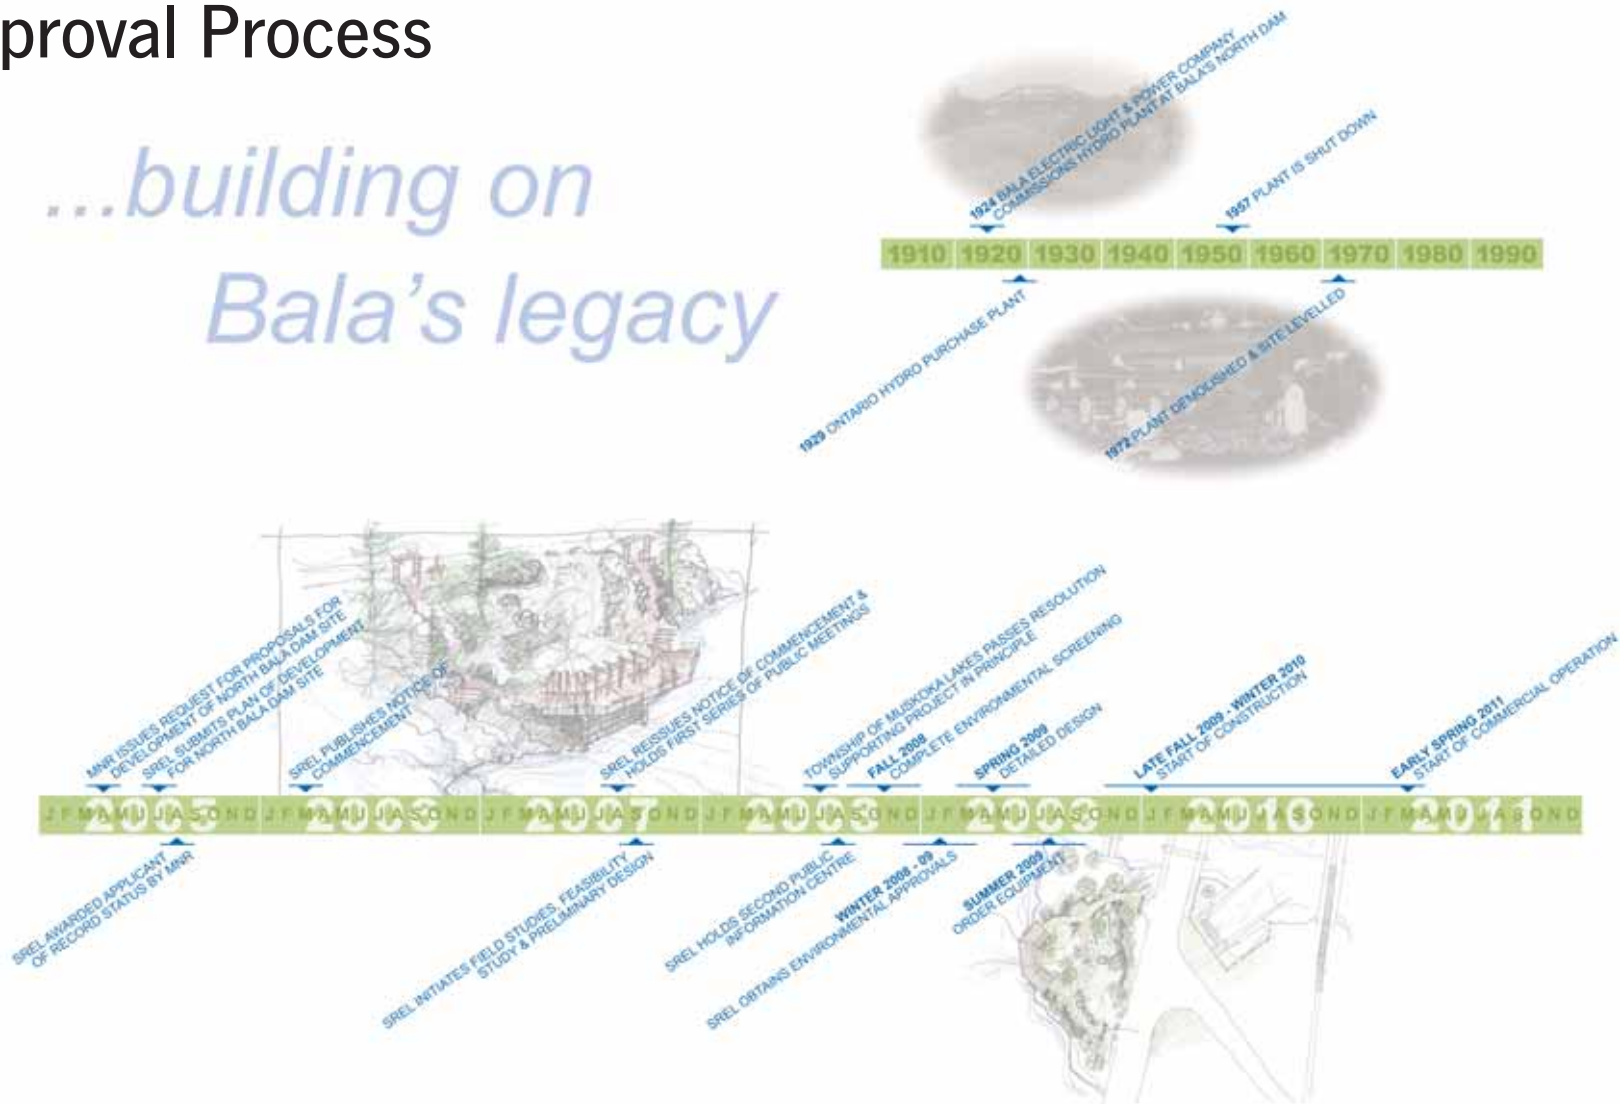 proval Process
...building on
Bala's legacy
1924 BALA ELECTRIC LIGHT & POWER COMPANY
COMMISSIONS HYDRO PLANT AT BALA'S NORTH DAM
1957 PLANT IS SHUT DOWN
1910 1920 1930 1940 1950 1960 1970 1980 1990
1929 ONTARIO HYDRO PURCHASE PLANT
1972 PLANT DEMOLISHED & SITE LEVELLED
MNR ISSUES REQUEST FOR PROPOSALS FOR
DEVELOPMENT OF NORTH BALA DAM SITE
SREL SUBMITS PLAN OF DEVELOPMENT
FOR NORTH BALA DAM SITE
SREL PUBLISHES NOTICE OF
COMMENCEMENT
SREL REISSUES NOTICE OF COMMENCEMENT &
HOLDS FIRST SERIES OF PUBLIC MEETINGS
TOWNSHIP OF MUSKOKA LAKES PASSES RESOLUTION
SUPPORTING PROJECT IN PRINCIPLE
FALL 2008
COMPLETE ENVIRONMENTAL SCREENING
SPRING 2009
DETAILED DESIGN
LATE FALL 2009 - WINTER 2010
START OF CONSTRUCTION
EARLY SPRING 2011
START OF COMMERCIAL OPERATION
J F M A M J J A S O N D J F M A M J J A S O N D J F M A M J J A S O N D J F M A M J J A S O N D J F M A M J J A S O N D J F M A M J J A S O N D J F M A M J J A S O N D
2005 2006 2007 2008 2009 2010 2011
SREL AWARDED APPLICANT
OF RECORD STATUS BY MNR
SREL INITIATES FIELD STUDIES, FEASIBILITY
STUDY & PRELIMINARY DESIGN
SREL HOLDS SECOND PUBLIC
INFORMATION CENTRE
WINTER 2008 - 09
SREL OBTAINS ENVIRONMENTAL APPROVALS
SUMMER 2009
ORDER EQUIPMENT